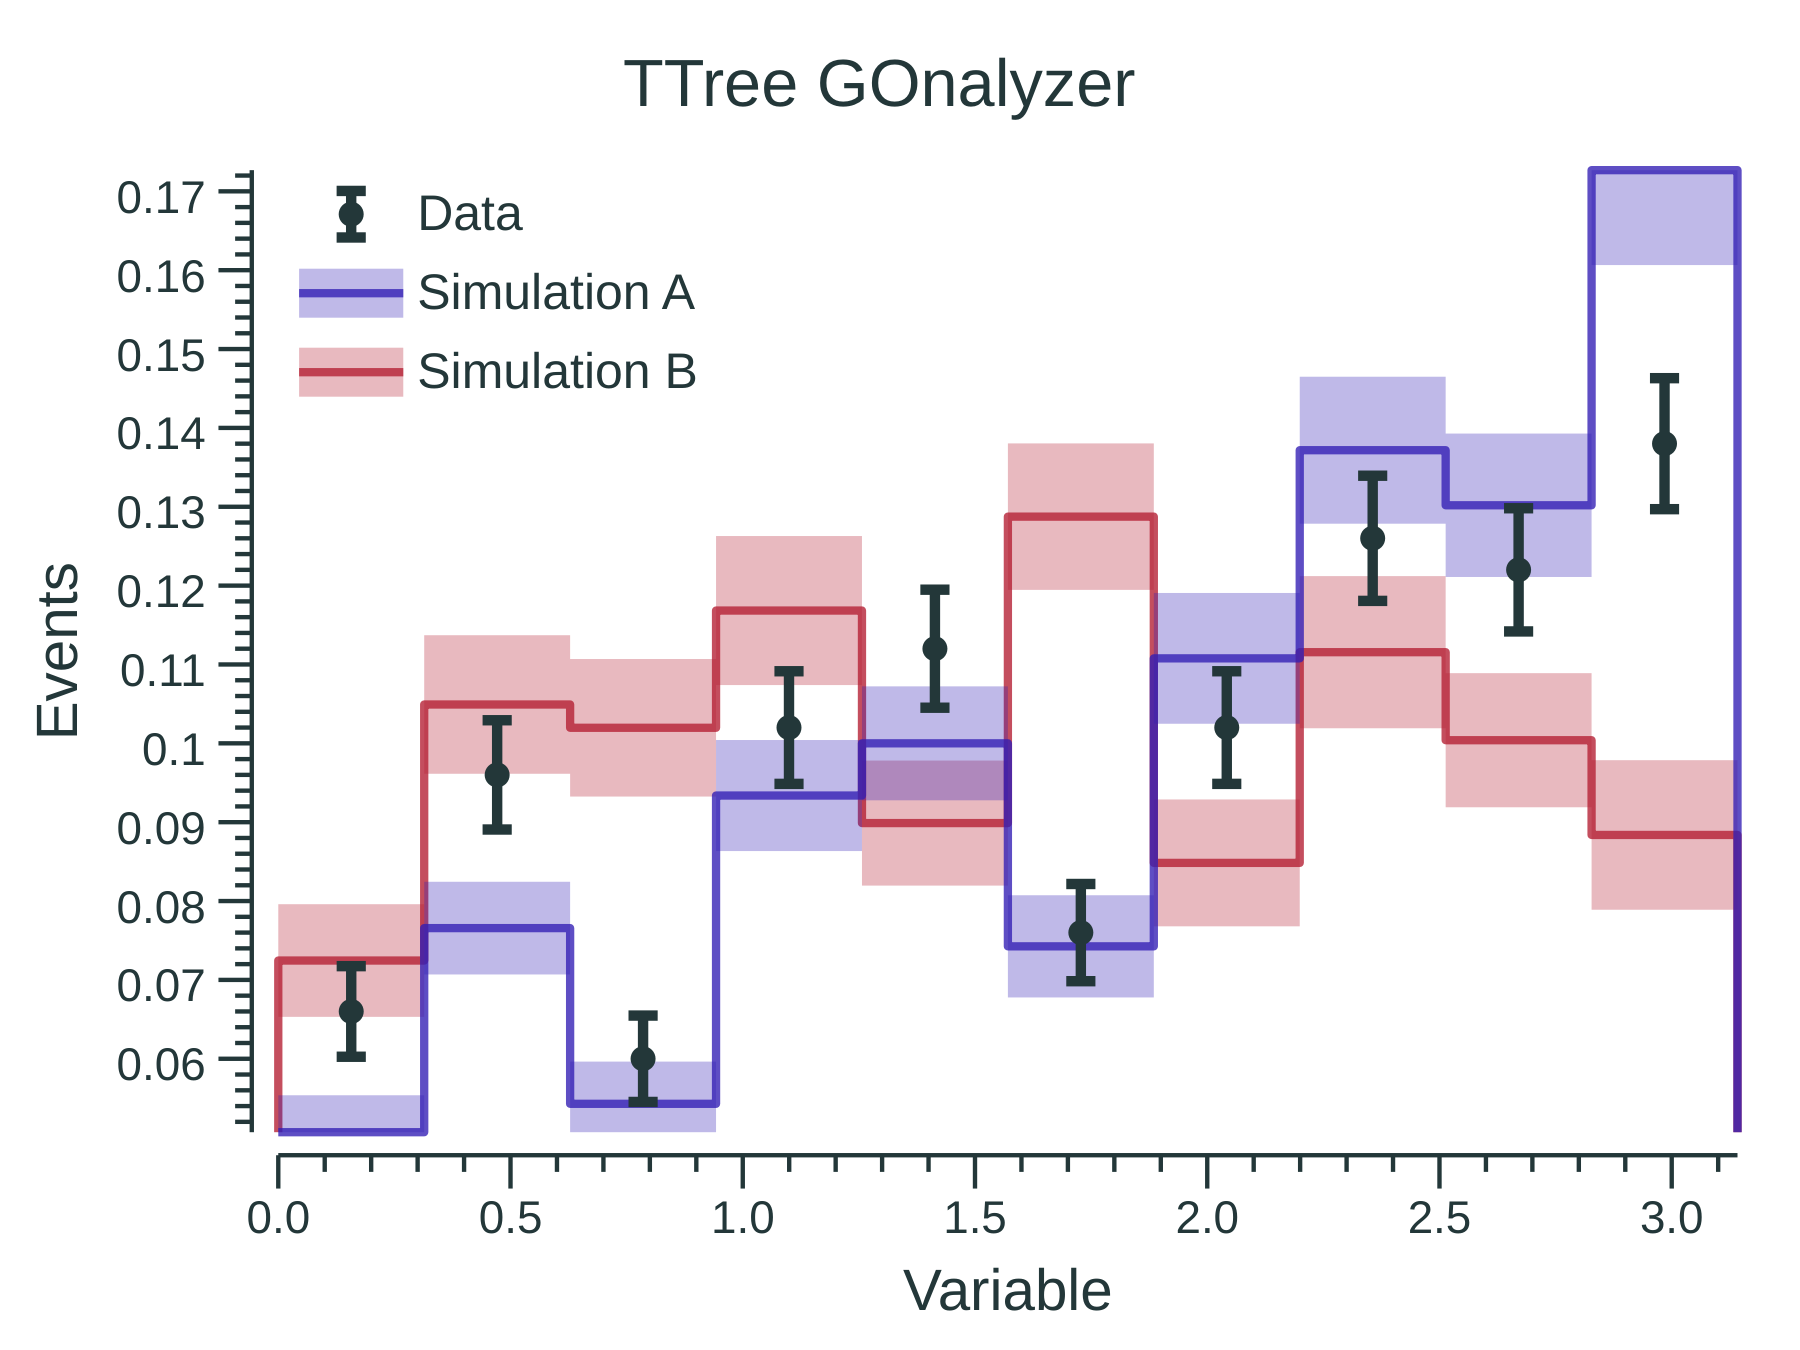 TTree GOnalyzer
Data
Simulation A
Simulation B
Events
0.17
0.16
0.15
0.14
0.13
0.12
0.11
0.1
0.09
0.08
0.07
0.06
0.0 0.5 1.0 1.5 2.0 2.5 3.0
Variable